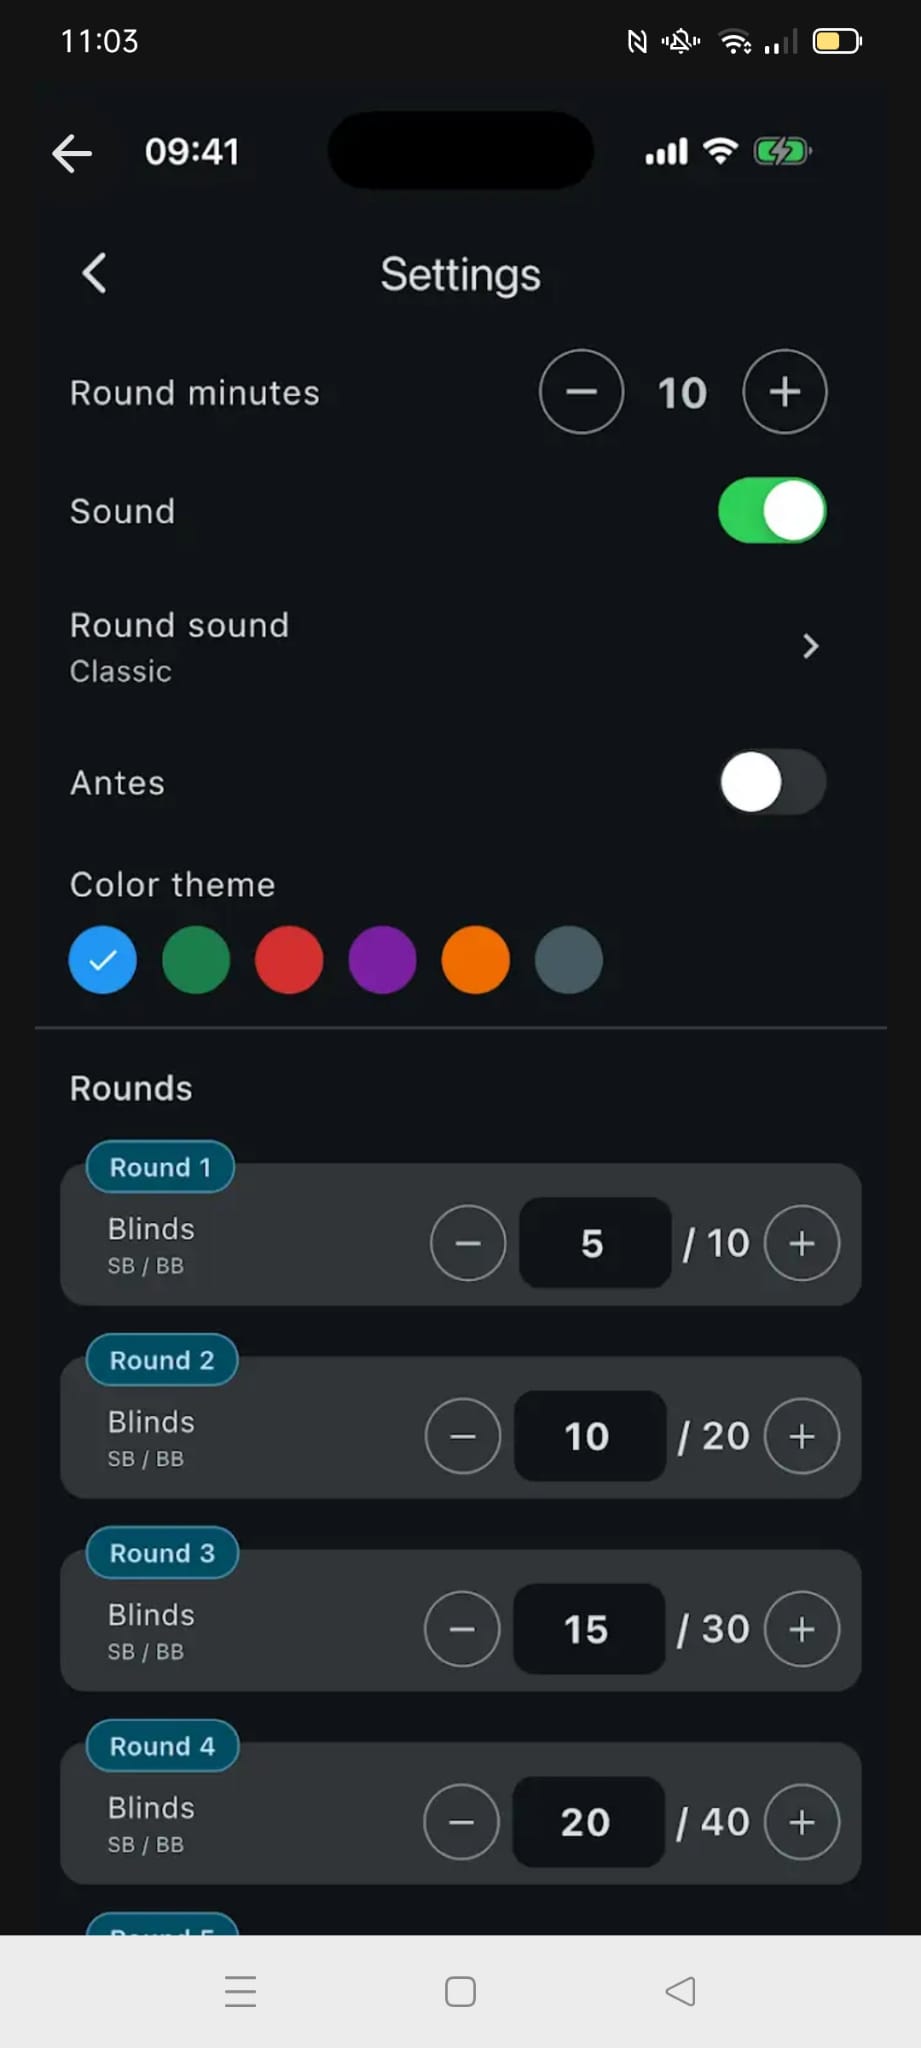 11:03
09:41
Settings
Round minutes
10
Sound
Round sound
Classic
Antes
Color theme
Rounds
Round 1
Blinds
SB / BB
5 / 10
Round 2
Blinds
SB / BB
10 / 20
Round 3
Blinds
SB / BB
15 / 30
Round 4
Blinds
SB / BB
20 / 40
Round 5